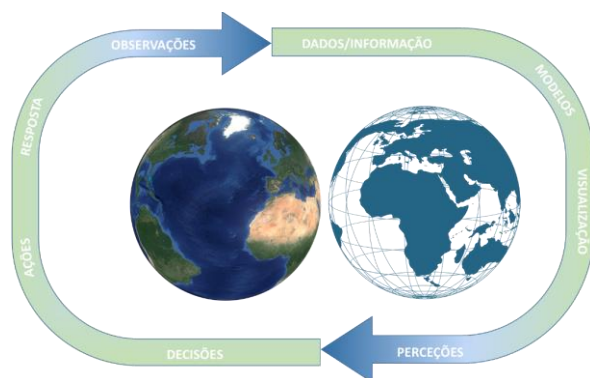 OBSERVAÇÕES
DADOS/INFORMAÇÃO
MODELOS
VISUALIZAÇÃO
PERCEÇÕES
DECISÕES
AÇÕES
RESPOSTA